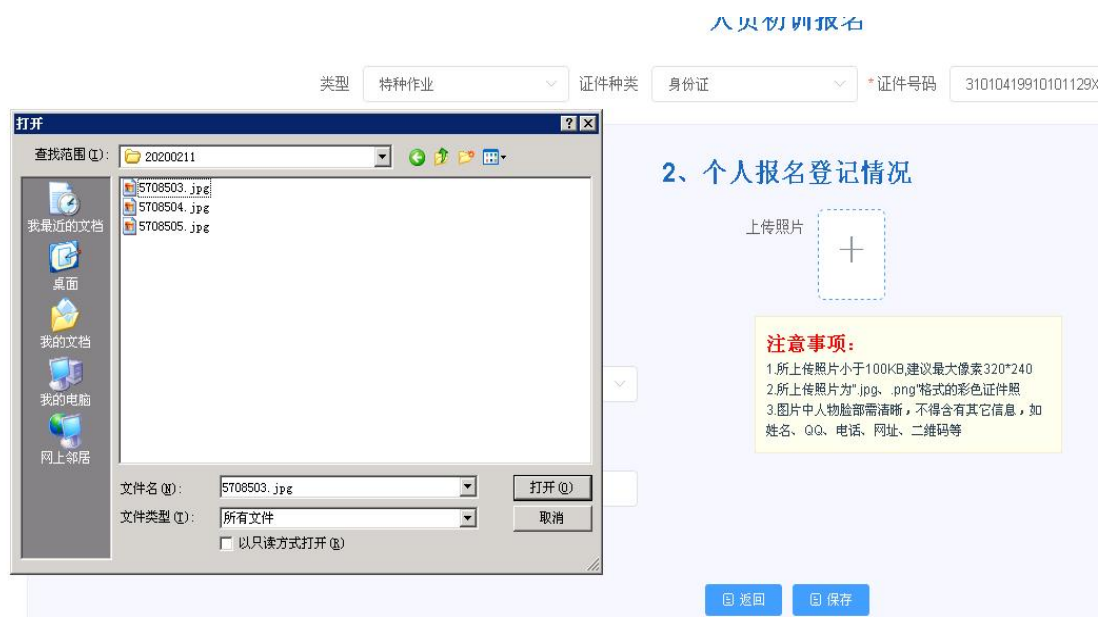 人员初训报名
类型 特种作业 证件种类 身份证 *证件号码 31010419910101129X
打开
查找范围(I): 20200211
5708503.jpg
5708504.jpg
5708505.jpg
我最近的文档
桌面
我的文档
我的电脑
网上邻居
文件名(N): 5708503.jpg 打开(O)
文件类型(T): 所有文件 取消
以只读方式打开(R)
2、个人报名登记情况
上传照片
注意事项:
1.所上传照片小于100KB,建议最大像素320*240
2.所上传照片为".jpg、.png"格式的彩色证件照
3.图片中人物脸部需清晰，不得含有其它信息，如
姓名、QQ、电话、网址、二维码等
返回 保存